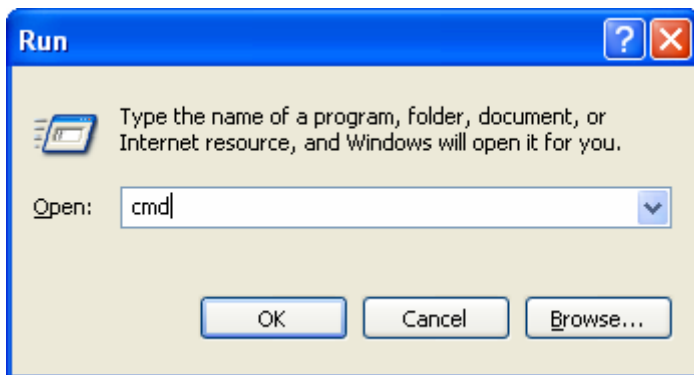 Run
Type the name of a program, folder, document, or
Internet resource, and Windows will open it for you.
Open: cmd
OK Cancel Browse...